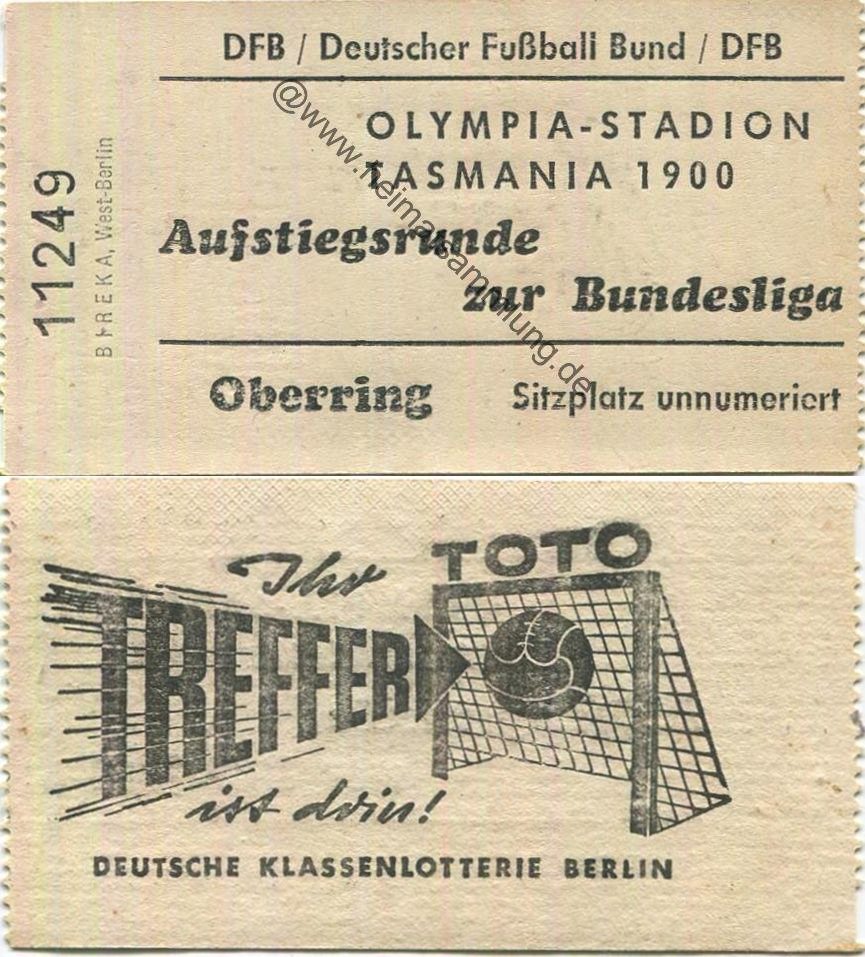 DFB / Deutscher Fußball Bund / DFB
OLYMPIA-STADION
TASMANIA 1900
Aufstiegsrunde
zur Bundesliga
Oberring Sitzplatz unnumeriert
11249
BIREKA, West-Berlin
@www.heimatsammlung.de
Ihr
TREFFER
TOTO
ist drin!
DEUTSCHE KLASSENLOTTERIE BERLIN